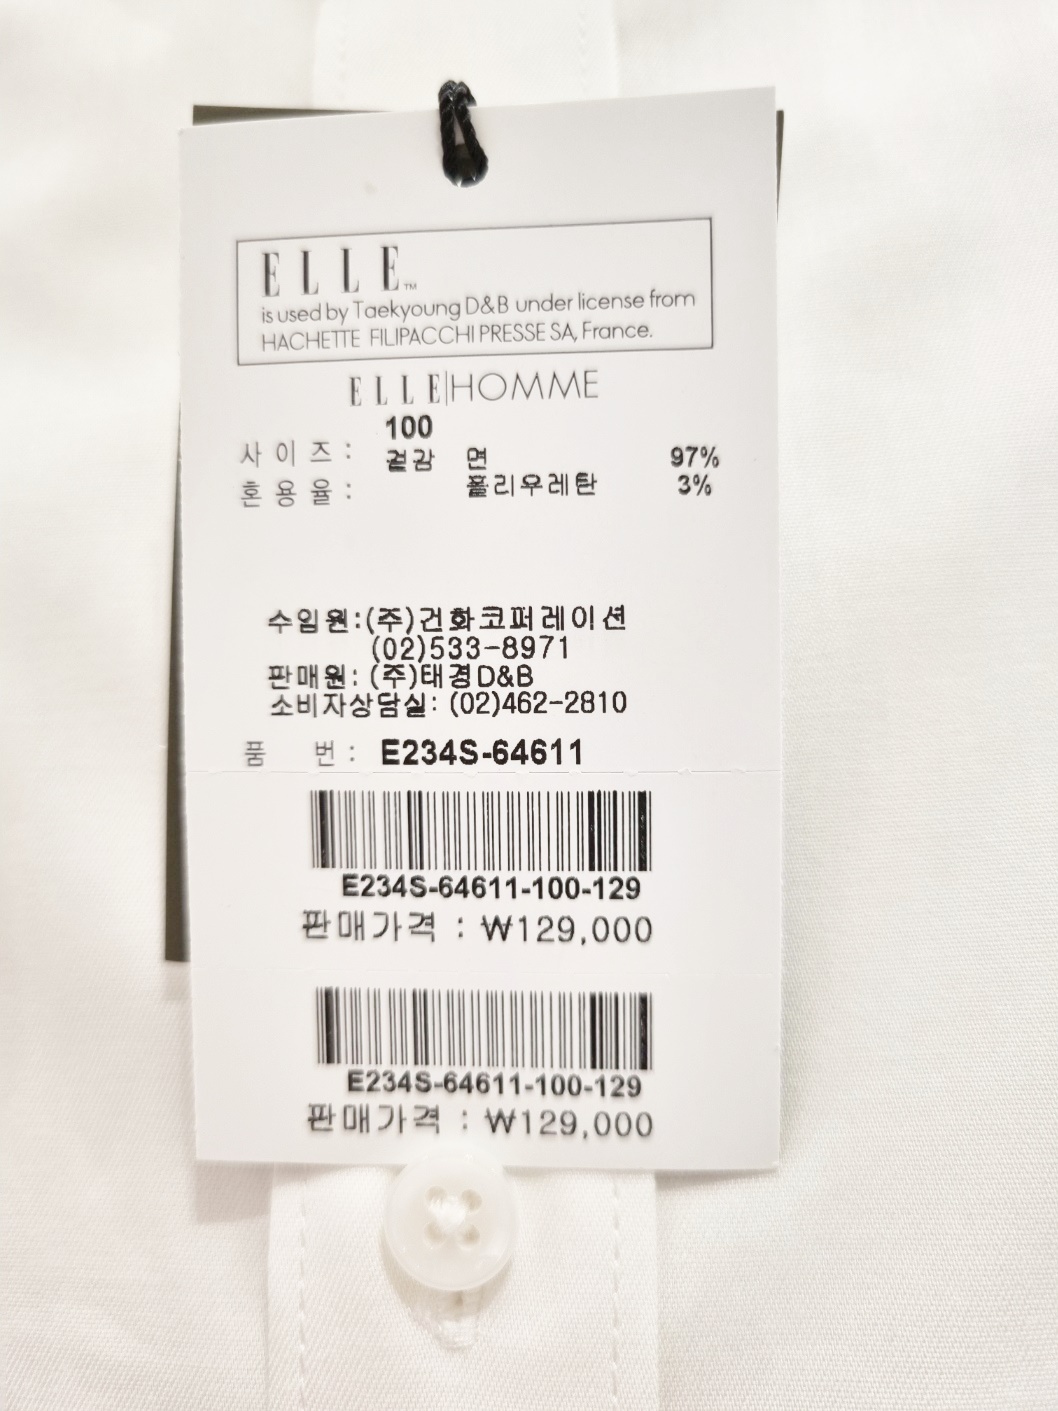 ELLE™
is used by Taekyoung D&B under license from
HACHETTE FILIPACCHI PRESSE SA, France.
ELLE|HOMME
사이즈: 100
혼용율: 겉감 면 97%
폴리우레탄 3%
수입원:(주)건화코퍼레이션
(02)533-8971
판매원: (주)태경D&B
소비자상담실: (02)462-2810
품 번: E234S-64611
E234S-64611-100-129
판매가격 : ₩129,000
E234S-64611-100-129
판매가격 : ₩129,000